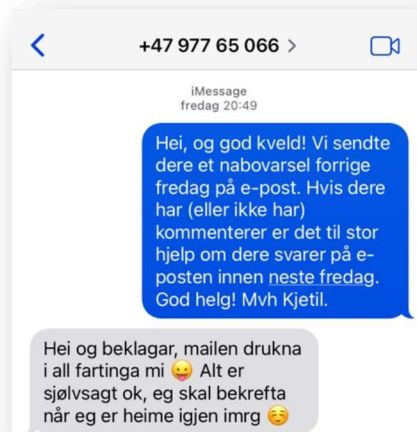 +47 977 65 066 >
iMessage
fredag 20:49
Hei, og god kveld! Vi sendte
dere et nabovarsel forrige
fredag på e-post. Hvis dere
har (eller ikke har)
kommenterer er det til stor
hjelp om dere svarer på e-
posten innen neste fredag.
God helg! Mvh Kjetil.
Hei og beklagar, mailen drukna
i all fartinga mi 😛 Alt er
sjølvsagt ok, eg skal bekrefta
når eg er heime igjen imrg ☺️